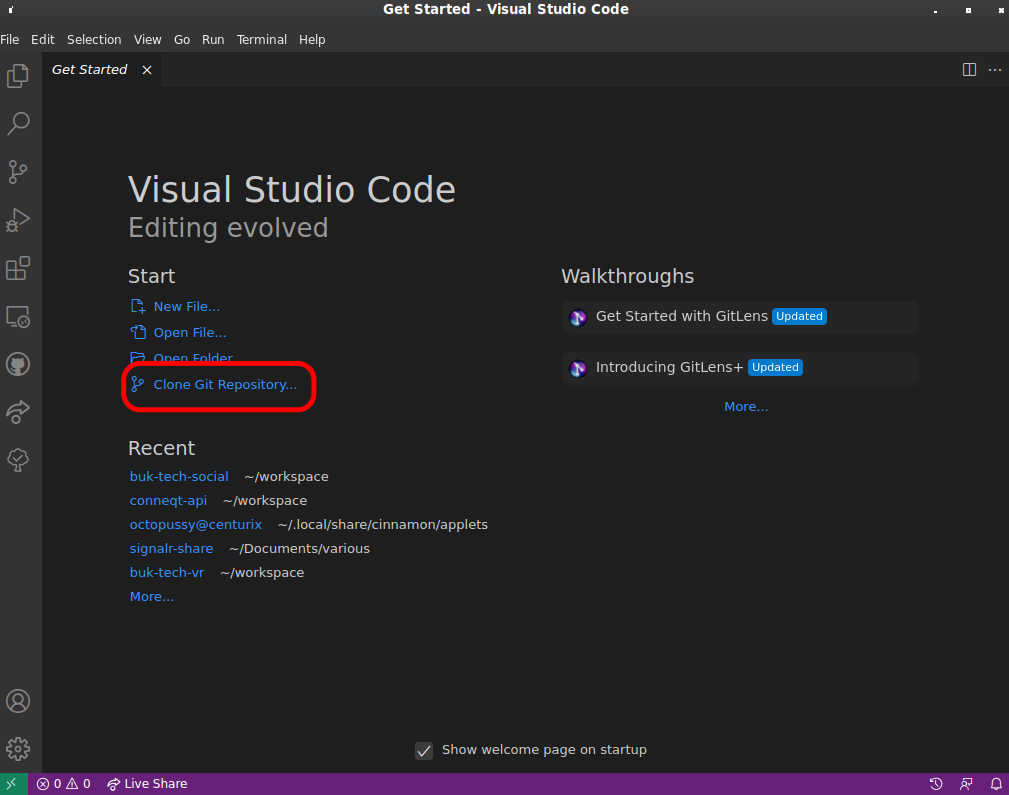 Get Started - Visual Studio Code
File Edit Selection View Go Run Terminal Help
Get Started
Visual Studio Code
Editing evolved
Start
New File...
Open File...
Open Folder
Clone Git Repository...
Recent
buk-tech-social ~/workspace
conneqt-api ~/workspace
octopussy@centurix ~/.local/share/cinnamon/applets
signalr-share ~/Documents/various
buk-tech-vr ~/workspace
More...
Walkthroughs
Get Started with GitLens Updated
Introducing GitLens+ Updated
More...
Show welcome page on startup
0 0 Live Share